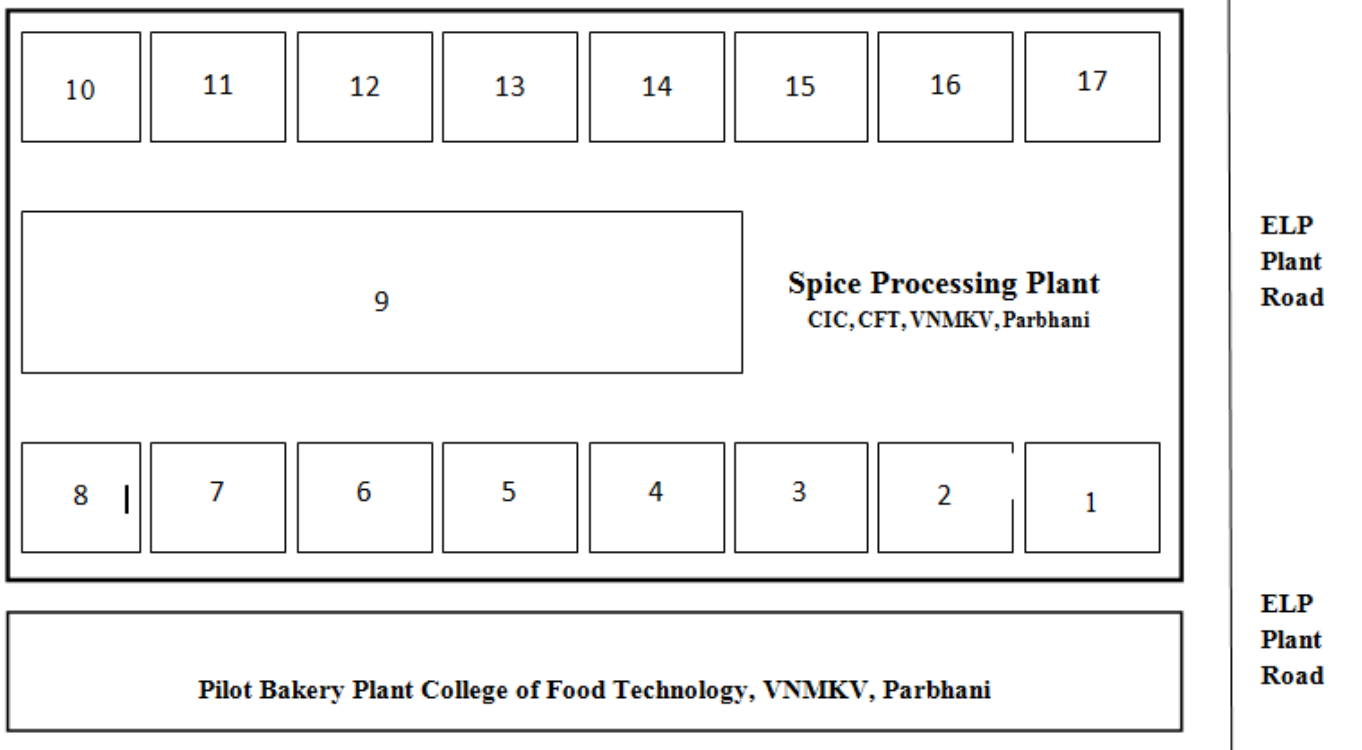 10 11 12 13 14 15 16 17
9
Spice Processing Plant
CIC, CFT, VNMKV, Parbhani
ELP
Plant
Road
8 7 6 5 4 3 2 1
Pilot Bakery Plant College of Food Technology, VNMKV, Parbhani
ELP
Plant
Road